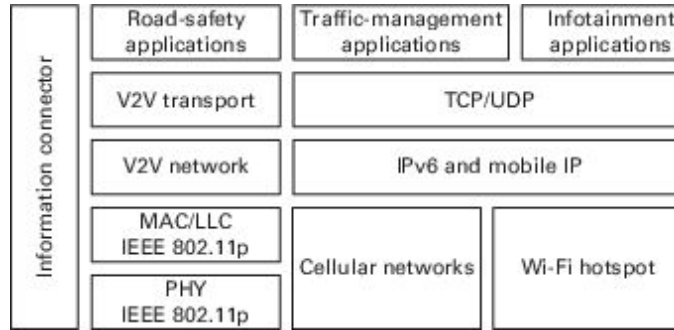 Information connector
Road-safety
applications
Traffic-management
applications
Infotainment
applications
V2V transport
TCP/UDP
V2V network
IPv6 and mobile IP
MAC/LLC
IEEE 802.11p
Cellular networks
Wi-Fi hotspot
PHY
IEEE 802.11p